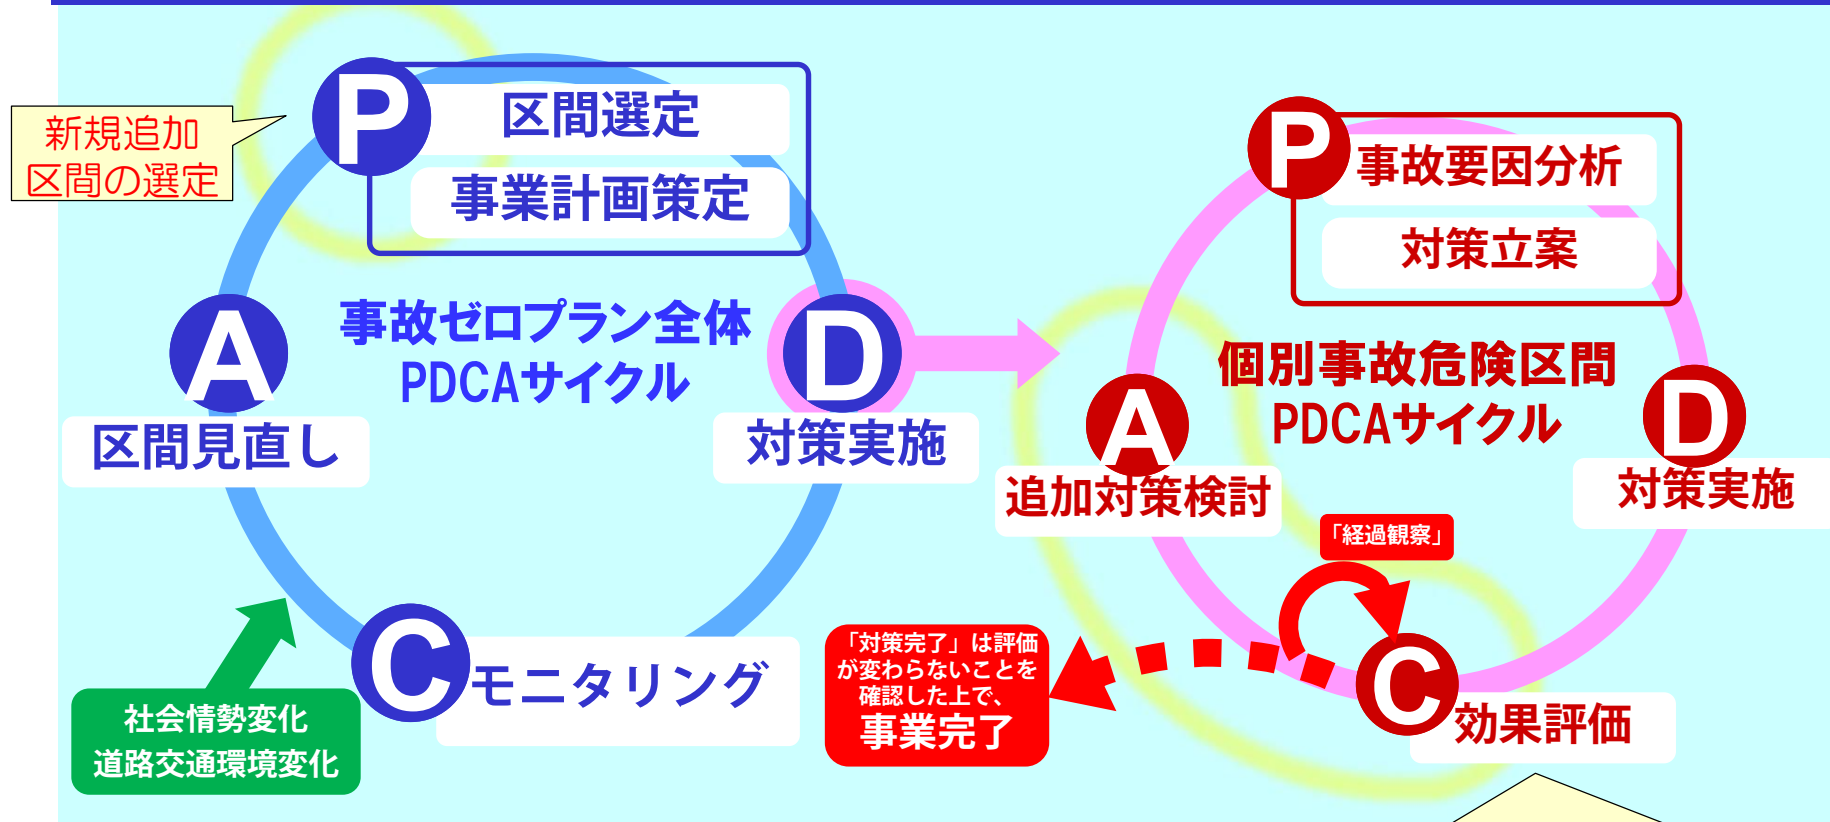 新規追加
区間の選定
P
区間選定
事業計画策定
A
区間見直し
事故ゼロプラン全体
PDCAサイクル
D
対策実施
C
モニタリング
社会情勢変化
道路交通環境変化
P
事故要因分析
対策立案
個別事故危険区間
PDCAサイクル
A
追加対策検討
D
対策実施
「経過観察」
「対策完了」は評価
が変わらないことを
確認した上で、
事業完了
C
効果評価